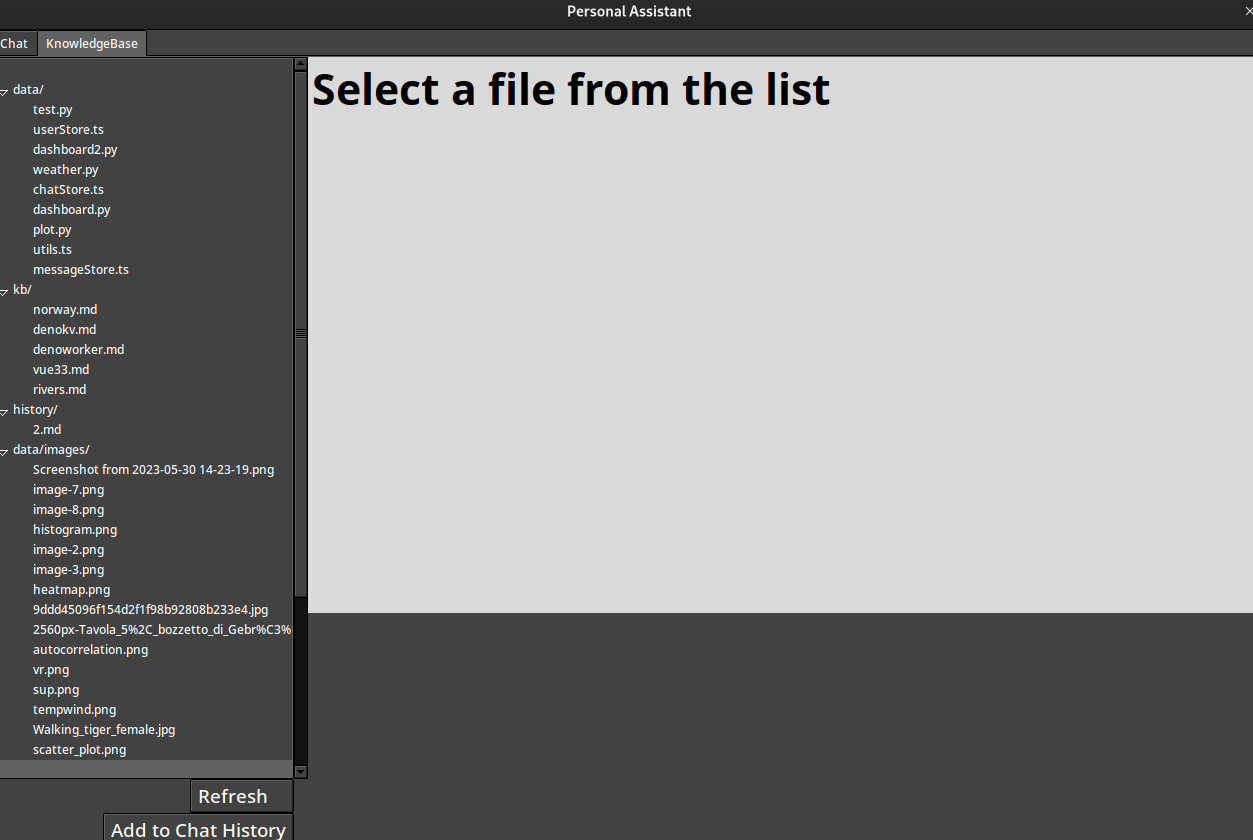 Personal Assistant
Chat
KnowledgeBase
Select a file from the list
data/
test.py
userStore.ts
dashboard2.py
weather.py
chatStore.ts
dashboard.py
plot.py
utils.ts
messageStore.ts
kb/
norway.md
denokv.md
denoworker.md
vue33.md
rivers.md
history/
2.md
data/images/
Screenshot from 2023-05-30 14-23-19.png
image-7.png
image-8.png
histogram.png
image-2.png
image-3.png
heatmap.png
9ddd45096f154d2f1f98b92808b233e4.jpg
2560px-Tavola_5%2C_bozzetto_di_Gebr%C3%
autocorrelation.png
vr.png
sup.png
tempwind.png
Walking_tiger_female.jpg
scatter_plot.png
Refresh
Add to Chat History